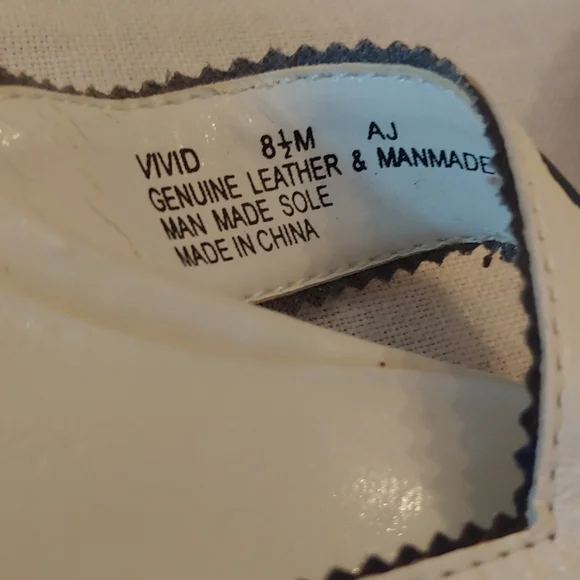 VIVID 8½M AJ
GENUINE LEATHER & MANMADE
MAN MADE SOLE
MADE IN CHINA